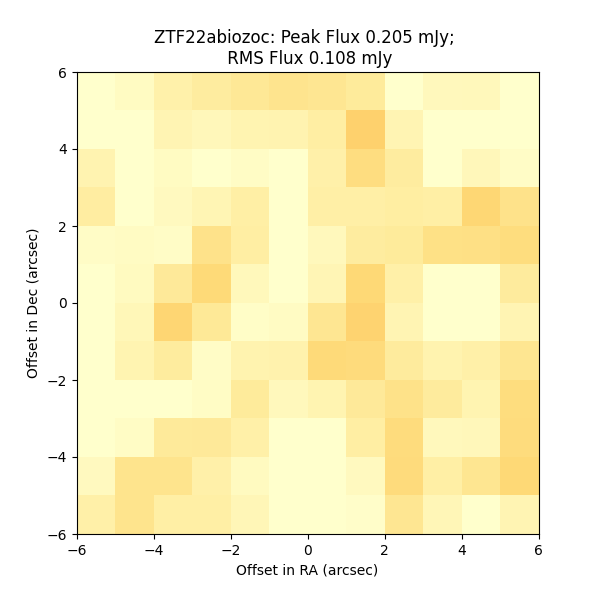 ZTF22abiozoc: Peak Flux 0.205 mJy;
RMS Flux 0.108 mJy
6
4
2
0
−2
−4
−6
Offset in Dec (arcsec)
−6 −4 −2 0 2 4 6
Offset in RA (arcsec)